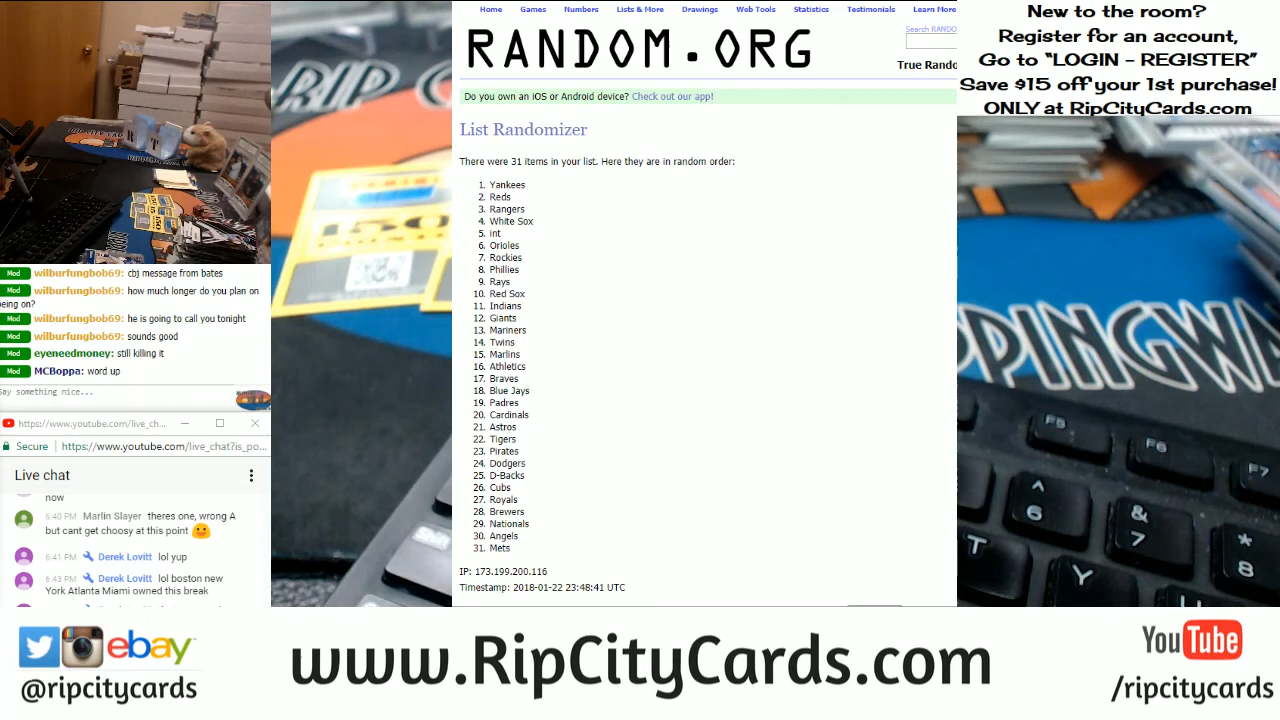 Home Games Numbers Lists & More Drawings Web Tools Statistics Testimonials Learn More
Search RANDO
RANDOM.ORG
True Rando
Do you own an iOS or Android device? Check out our app!
List Randomizer
There were 31 items in your list. Here they are in random order:
1. Yankees
2. Reds
3. Rangers
4. White Sox
5. int
6. Orioles
7. Rockies
8. Phillies
9. Rays
10. Red Sox
11. Indians
12. Giants
13. Mariners
14. Twins
15. Marlins
16. Athletics
17. Braves
18. Blue Jays
19. Padres
20. Cardinals
21. Astros
22. Tigers
23. Pirates
24. Dodgers
25. D-Backs
26. Cubs
27. Royals
28. Brewers
29. Nationals
30. Angels
31. Mets
IP: 173.199.200.116
Timestamp: 2018-01-22 23:48:41 UTC
New to the room?
Register for an account,
Go to “LOGIN - REGISTER”
Save $15 off your 1st purchase!
ONLY at RipCityCards.com
Mod wilburfungbob69: cbj message from bates
Mod wilburfungbob69: how much longer do you plan on
being on?
Mod wilburfungbob69: he is going to call you tonight
Mod wilburfungbob69: sounds good
Mod eyeneedmoney: still killing it
Mod MCBoppa: word up
Say something nice...
https://www.youtube.com/live_ch...
Secure https://www.youtube.com/live_chat?is_po...
Live chat
now
6:40 PM Marlin Slayer theres one, wrong A
but cant get choosy at this point
6:41 PM Derek Lovitt lol yup
6:43 PM Derek Lovitt lol boston new
York Atlanta Miami owned this break
RIP C
PPINGWA
F5
F6
F7
^
6
&
7
*
8
T
Y
U
ebay
@ripcitycards
www.RipCityCards.com
YouTube
/ripcitycards